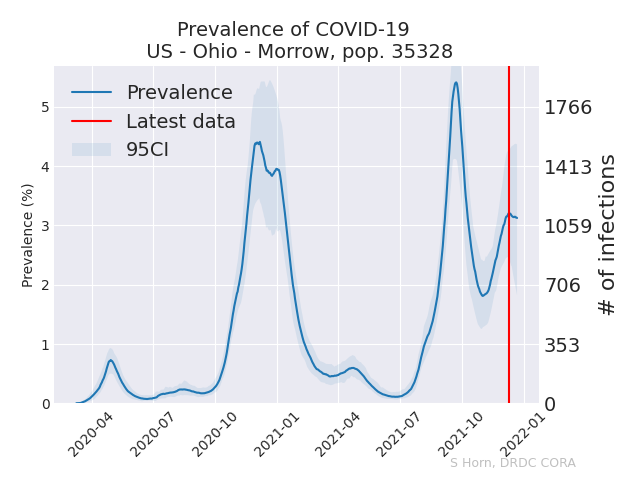 Prevalence of COVID-19
US - Ohio - Morrow, pop. 35328
Prevalence
Latest data
95CI
Prevalence (%)
5
4
3
2
1
0
1766
1413
1059
706
353
0
# of infections
2020-04
2020-07
2020-10
2021-01
2021-04
2021-07
2021-10
2022-01
S Horn, DRDC CORA